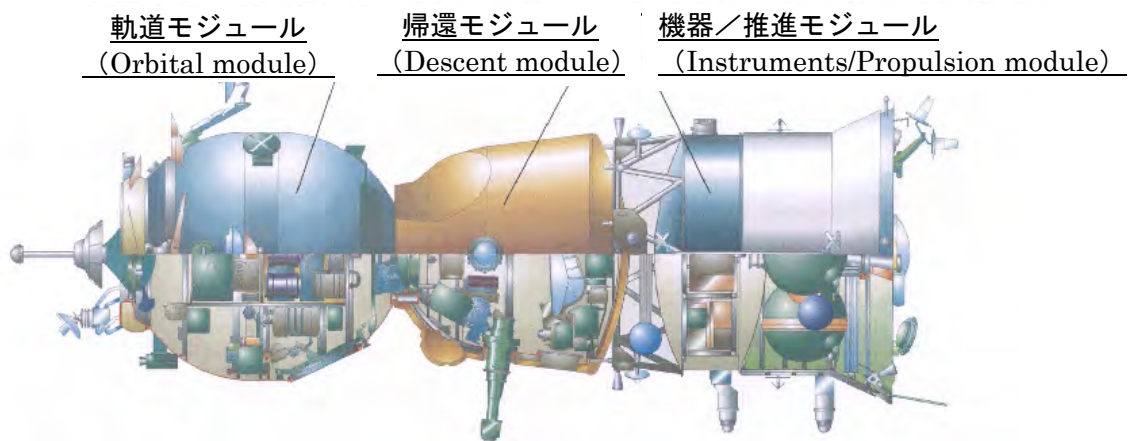 軌道モジュール
（Orbital module）
帰還モジュール
（Descent module）
機器／推進モジュール
（Instruments/Propulsion module）